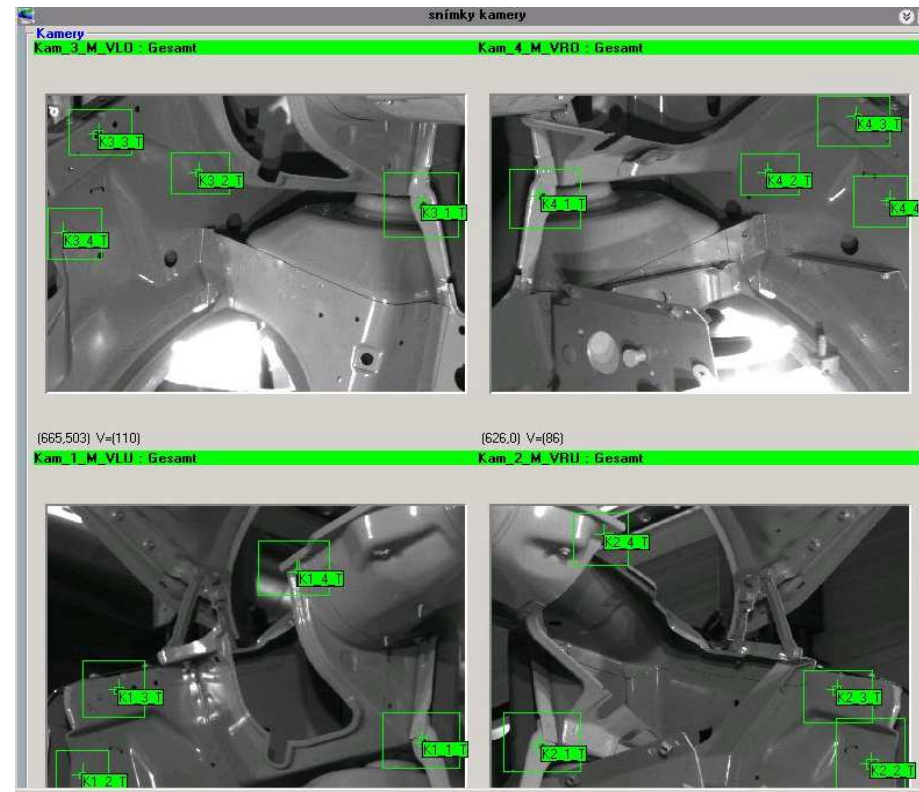 snímky kamery
Kamery
Kam_3_M_VLO : Gesamt
Kam_4_M_VRO : Gesamt
K3_3_T
K3_2_T
K3_1_T
K3_4_T
K4_3_T
K4_2_T
K4_1_T
K4_4
(665,503) V=(110)
(626,0) V=(86)
Kam_1_M_VLU : Gesamt
Kam_2_M_VRU : Gesamt
K1_4_T
K1_3_T
K1_1_T
K1_2_T
K2_4_T
K2_3_T
K2_1_T
K2_2_T